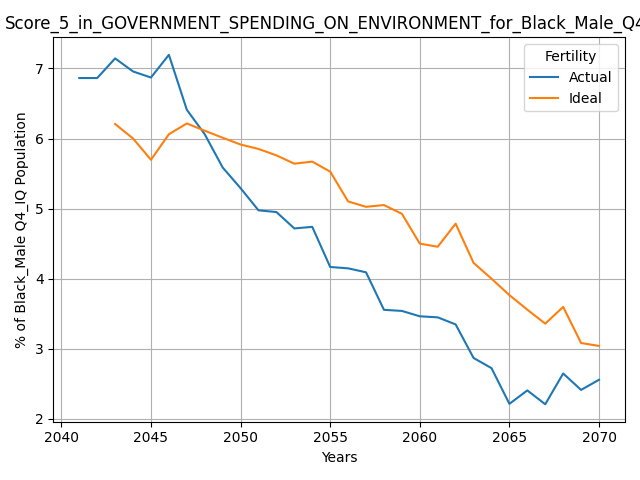 Score_5_in_GOVERNMENT_SPENDING_ON_ENVIRONMENT_for_Black_Male_Q4
Fertility
Actual
Ideal
% of Black_Male Q4_IQ Population
7
6
5
4
3
2
2040 2045 2050 2055 2060 2065 2070
Years